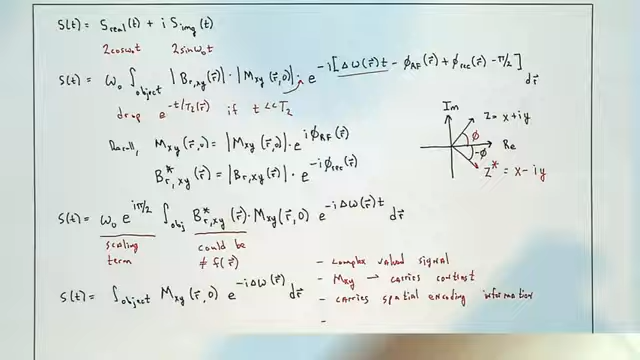 S(t) = S_real(t) + i S_img(t)
2cosω₀t 2sinω₀t
S(t) = ω₀ ∫_object |B_r,xy(r⃗)| · |M_xy(r⃗,0)| · e^{-i[Δω(r⃗)t - ϕ_RF(r⃗) + ϕ_rec(r⃗) - π/2]} dr⃗
drop e^{-t/T₂(r⃗)} if t << T₂
Recall, M_xy(r⃗,0) = |M_xy(r⃗,0)| · e^{iϕ_RF(r⃗)}
B*_r,xy(r⃗) = |B_r,xy(r⃗)| · e^{-iϕ_rec(r⃗)}
Im
Z = x + iy
ϕ
Re
-ϕ
Z* = x - iy
S(t) = ω₀ e^{iπ/2} ∫_obj B*_r,xy(r⃗) · M_xy(r⃗,0) e^{-iΔω(r⃗)t} dr⃗
scaling could be
term ≠ f(r⃗)
S(t) = ∫_object M_xy(r⃗,0) e^{-iΔω(r⃗)} dr⃗
- complex valued signal
- Mxy → carries contrast
- carries spatial encoding information
-